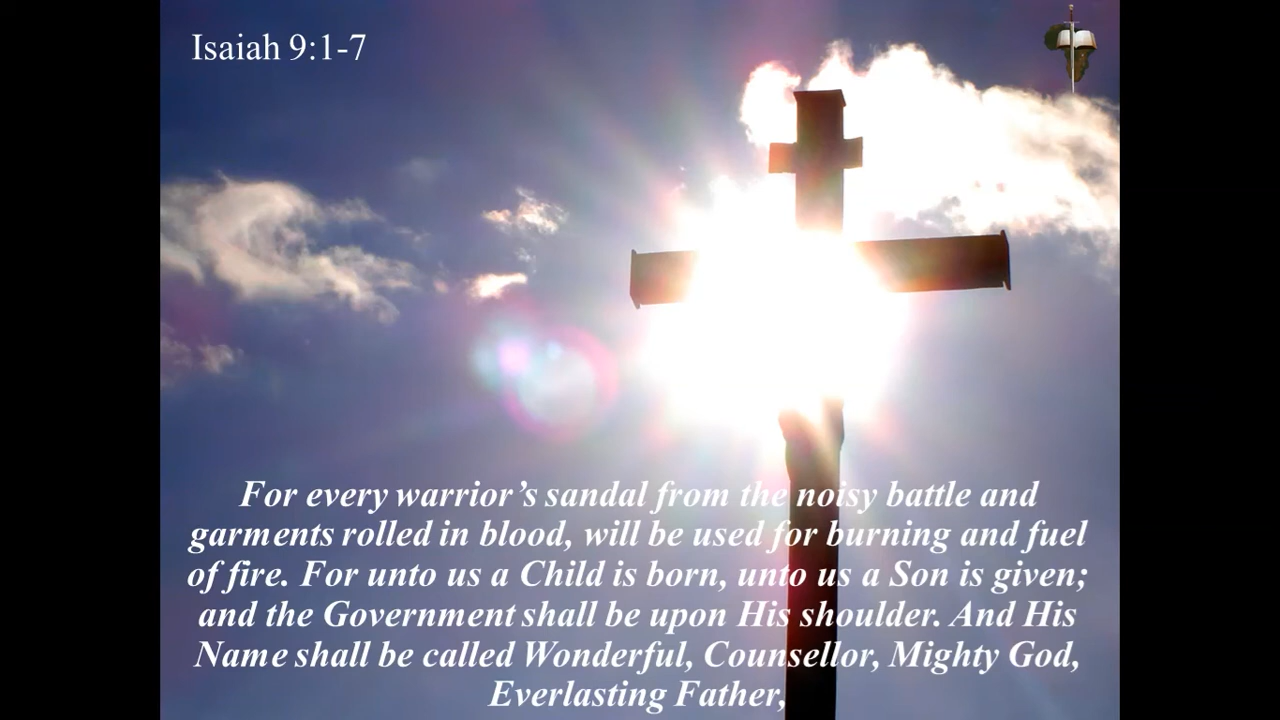 Isaiah 9:1-7
For every warrior’s sandal from the noisy battle and
garments rolled in blood, will be used for burning and fuel
of fire. For unto us a Child is born, unto us a Son is given;
and the Government shall be upon His shoulder. And His
Name shall be called Wonderful, Counsellor, Mighty God,
Everlasting Father,